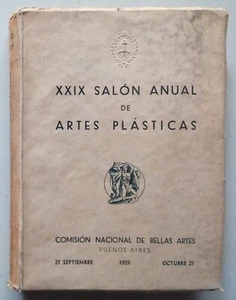 XXIX SALÓN ANUAL
DE
ARTES PLÁSTICAS
COMISIÓN NACIONAL DE BELLAS ARTES
BUENOS AIRES
21 SEPTIEMBRE 1939 OCTUBRE 21